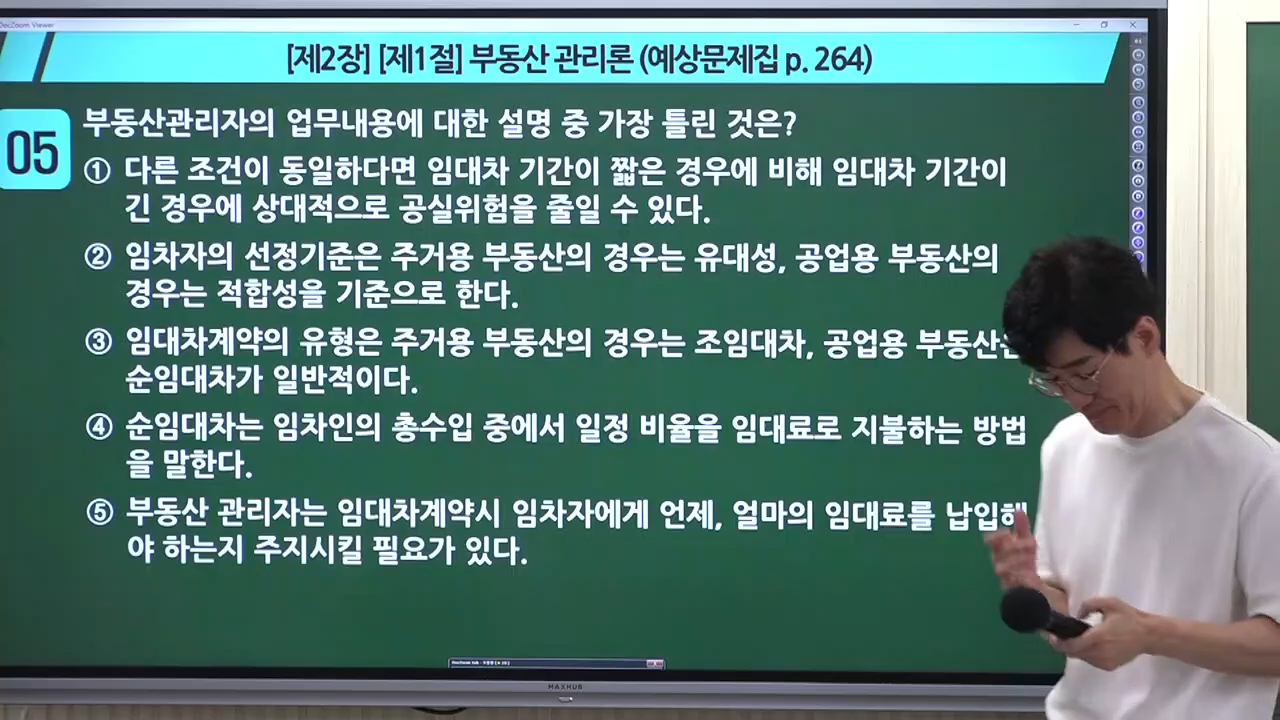 DocZoom Viewer
[제2장] [제1절] 부동산 관리론 (예상문제집 p. 264)
05
부동산관리자의 업무내용에 대한 설명 중 가장 틀린 것은?
① 다른 조건이 동일하다면 임대차 기간이 짧은 경우에 비해 임대차 기간이
긴 경우에 상대적으로 공실위험을 줄일 수 있다.
② 임차자의 선정기준은 주거용 부동산의 경우는 유대성, 공업용 부동산의
경우는 적합성을 기준으로 한다.
③ 임대차계약의 유형은 주거용 부동산의 경우는 조임대차, 공업용 부동산은
순임대차가 일반적이다.
④ 순임대차는 임차인의 총수입 중에서 일정 비율을 임대료로 지불하는 방법
을 말한다.
⑤ 부동산 관리자는 임대차계약시 임차자에게 언제, 얼마의 임대료를 납입해
야 하는지 주지시킬 필요가 있다.
MAXHUB